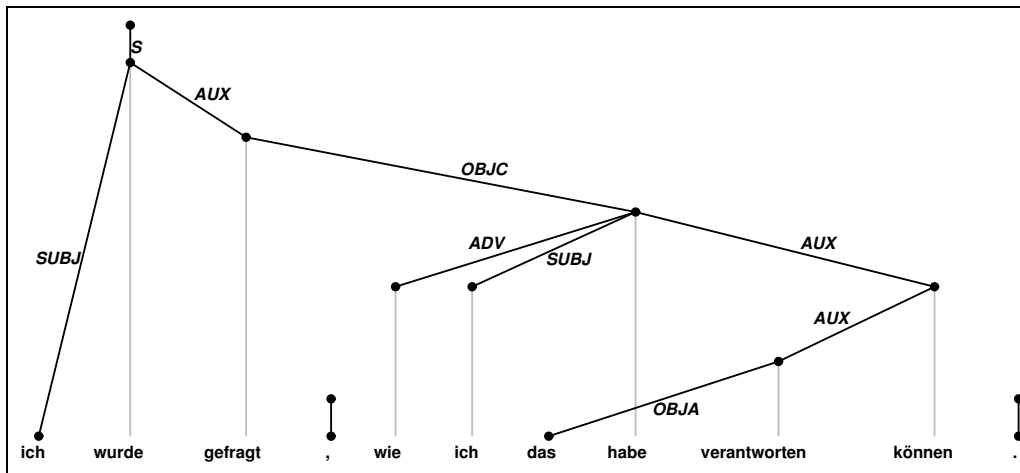 S
AUX
OBJC
ADV
SUBJ
AUX
SUBJ
AUX
OBJA
ich wurde gefragt , wie ich das habe verantworten können .